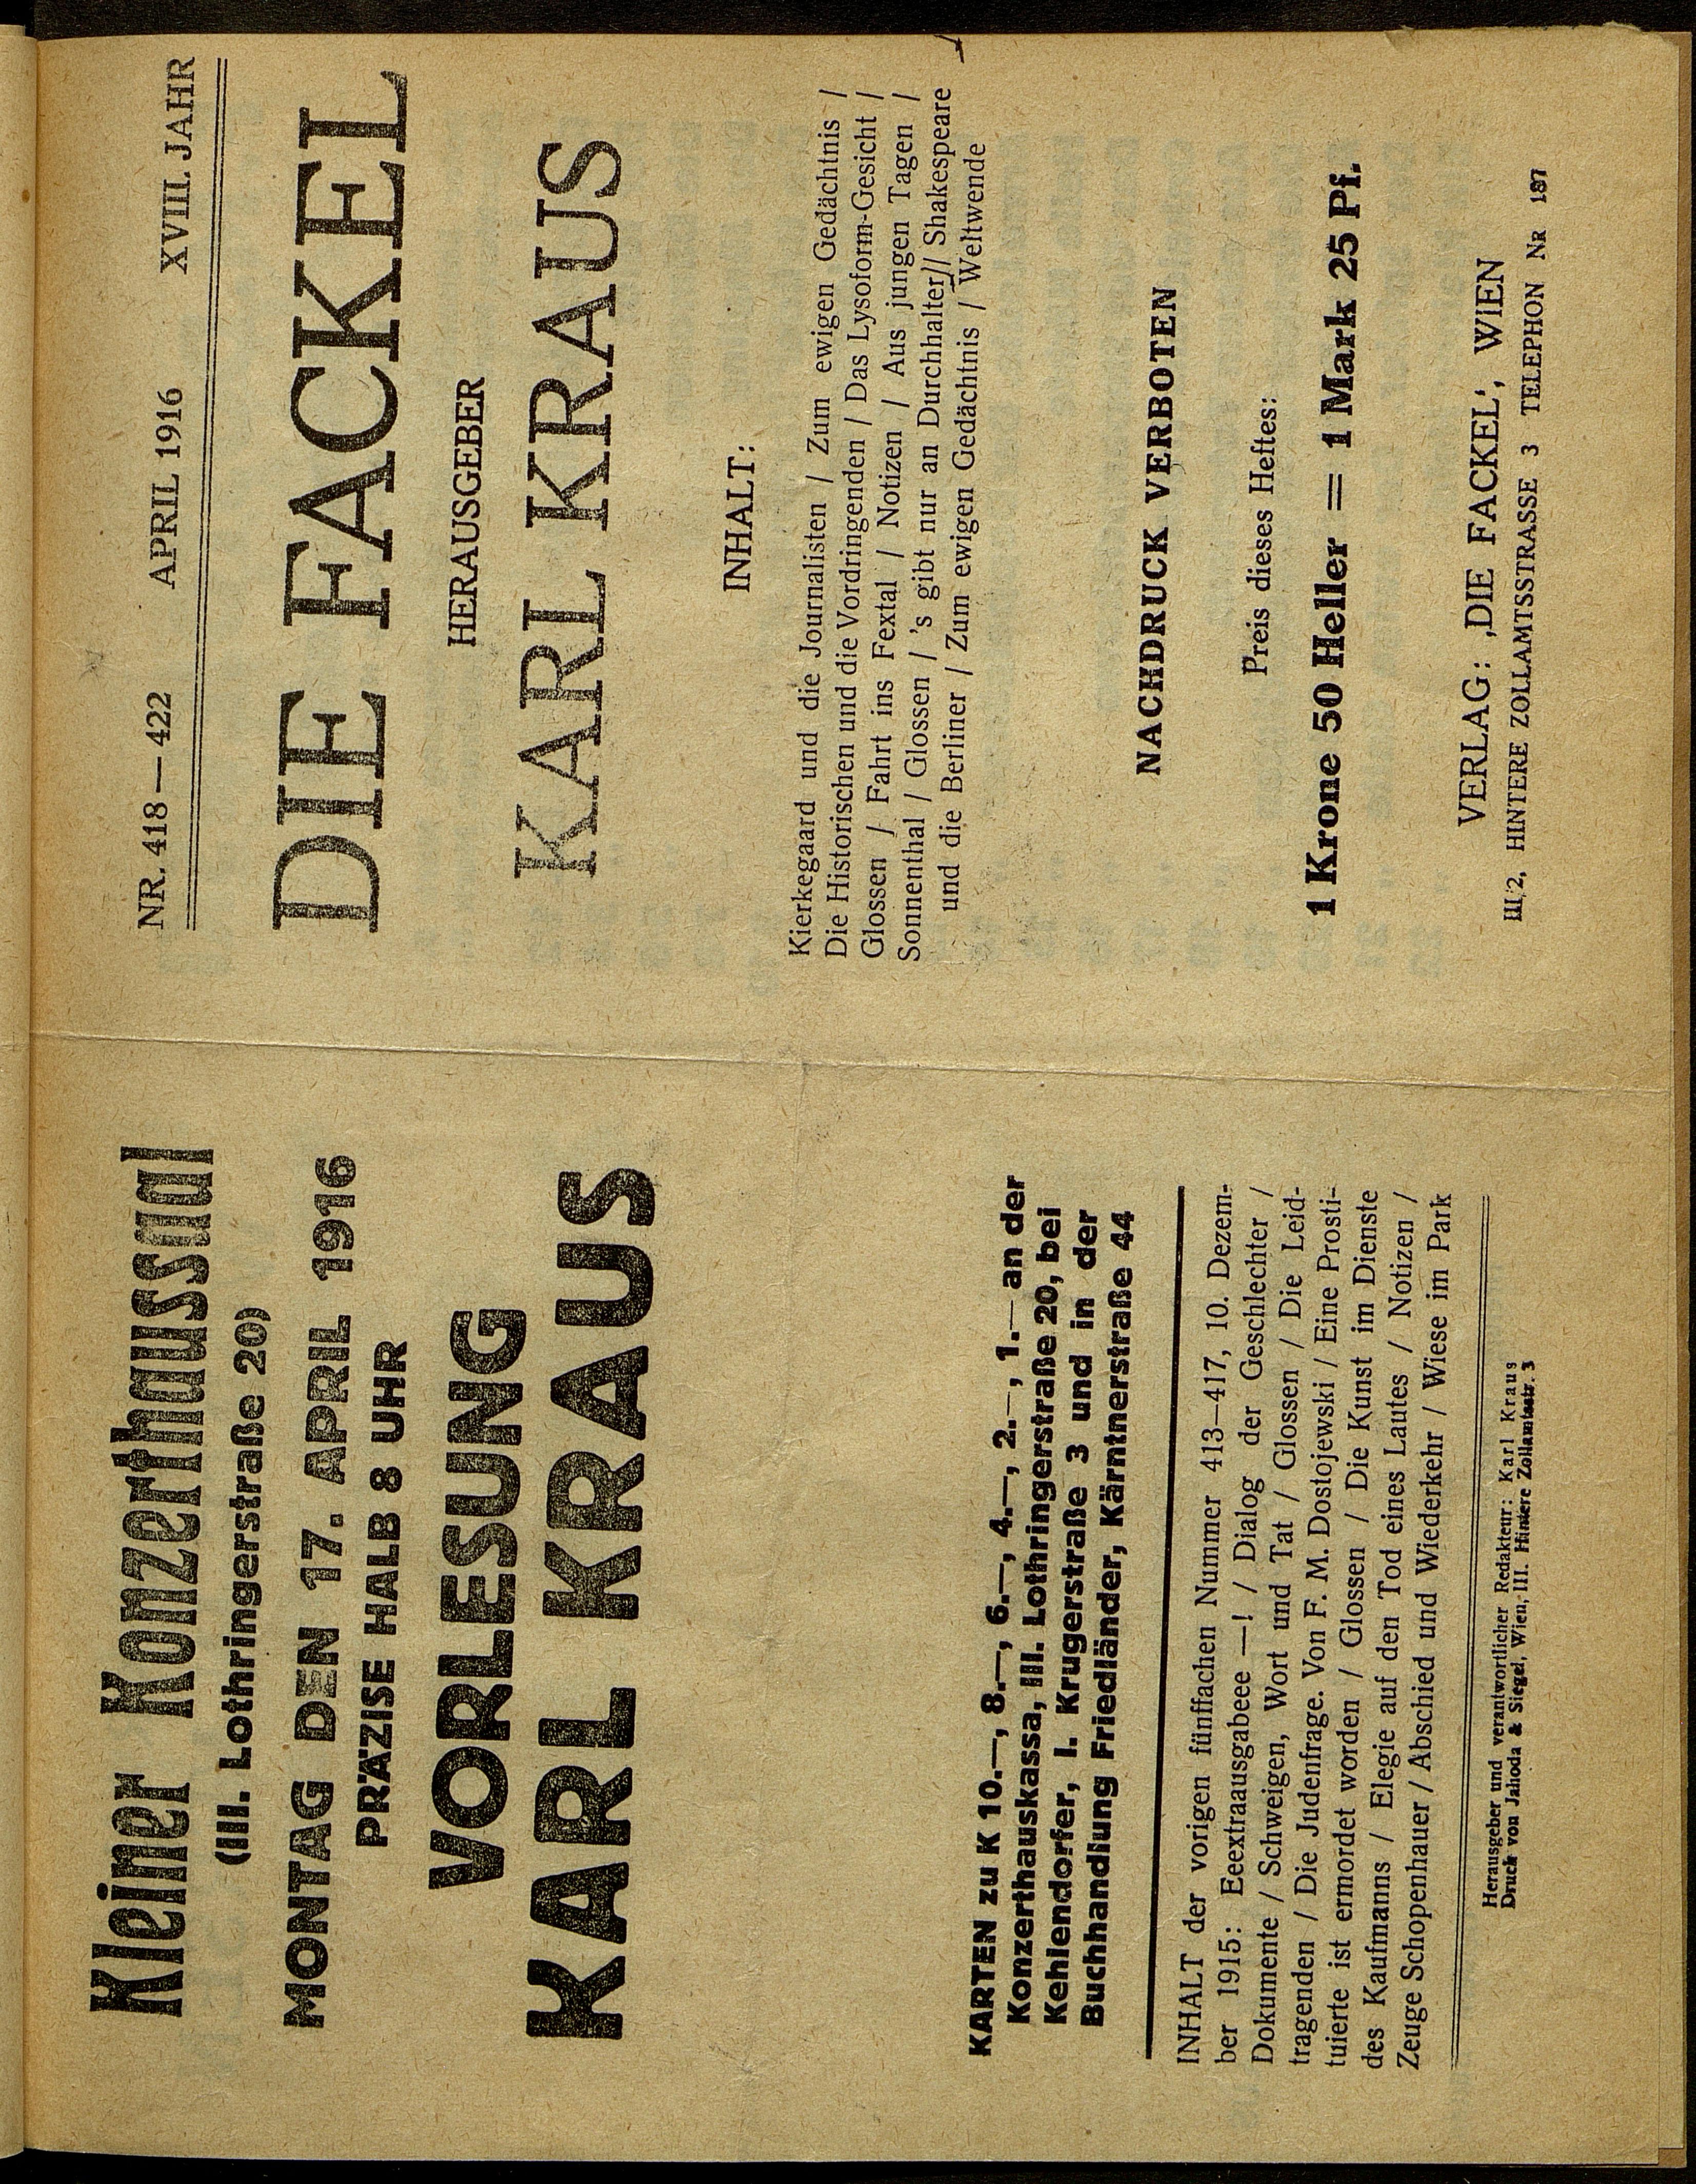 Kleiner Konzerthaussaal
(III. Lothringerstraße 20)
MONTAG DEN 17. APRIL 1916
PRÄZISE HALB 8 UHR
VORLESUNG
KARL KRAUS
KARTEN zu K 10.—, 8.—, 6.—, 4.—, 2.—, 1.— an der
Konzerthauskassa, III. Lothringerstraße 20, bei
Kehlendorfer, I. Krugerstraße 3 und in der
Buchhandlung Friedländer, Kärntnerstraße 44
INHALT der vorigen fünffachen Nummer 413—417, 10. Dezem-
ber 1915: Eeextraausgabeee —! / Dialog der Geschlechter /
Dokumente / Schweigen, Wort und Tat / Glossen / Die Leid-
tragenden / Die Judenfrage. Von F. M. Dostojewski / Eine Prosti-
tuierte ist ermordet worden / Glossen / Die Kunst im Dienste
des Kaufmanns / Elegie auf den Tod eines Lautes / Notizen /
Zeuge Schopenhauer / Abschied und Wiederkehr / Wiese im Park
Herausgeber und verantwortlicher Redakteur: Karl Kraus
Druck von Jahoda & Siegel, Wien, III. Hintere Zollamtsstr. 3
NR. 418—422 APRIL 1916 XVIII. JAHR
DIE FACKEL
HERAUSGEBER
KARL KRAUS
INHALT:
Kierkegaard und die Journalisten / Zum ewigen Gedächtnis /
Die Historischen und die Vordringenden / Das Lysoform-Gesicht /
Glossen / Fahrt ins Fextal / Notizen / Aus jungen Tagen /
Sonnenthal / Glossen / 's gibt nur an Durchhalter // Shakespeare
und die Berliner / Zum ewigen Gedächtnis / Weltwende
NACHDRUCK VERBOTEN
Preis dieses Heftes:
1 Krone 50 Heller = 1 Mark 25 Pf.
VERLAG: ‚DIE FACKEL‘, WIEN
III/2, HINTERE ZOLLAMTSSTRASSE 3 TELEPHON Nr 187